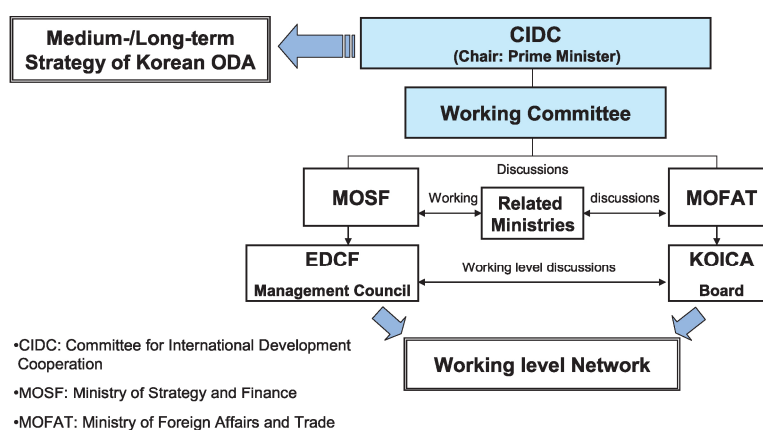 Medium-/Long-term
Strategy of Korean ODA
CIDC
(Chair: Prime Minister)
Working Committee
Discussions
MOSF
Working
Related
Ministries
discussions
MOFAT
EDCF
Management Council
Working level discussions
KOICA
Board
Working level Network
•CIDC: Committee for International Development
Cooperation
•MOSF: Ministry of Strategy and Finance
•MOFAT: Ministry of Foreign Affairs and Trade